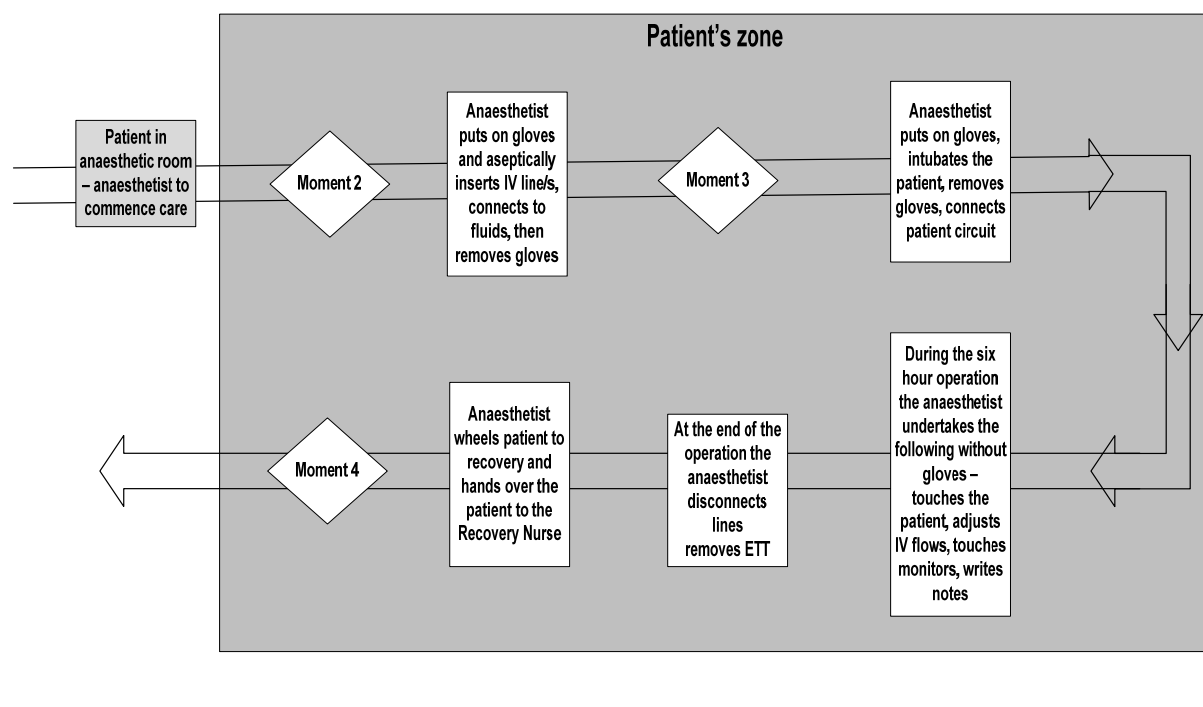 Patient's zone
Patient in
anaesthetic room
– anaesthetist to
commence care
Moment 2
Anaesthetist
puts on gloves
and aseptically
inserts IV line/s,
connects to
fluids, then
removes gloves
Moment 3
Anaesthetist
puts on gloves,
intubates the
patient, removes
gloves, connects
patient circuit
During the six
hour operation
the anaesthetist
undertakes the
following without
gloves –
touches the
patient, adjusts
IV flows, touches
monitors, writes
notes
At the end of the
operation the
anaesthetist
disconnects
lines
removes ETT
Anaesthetist
wheels patient to
recovery and
hands over the
patient to the
Recovery Nurse
Moment 4